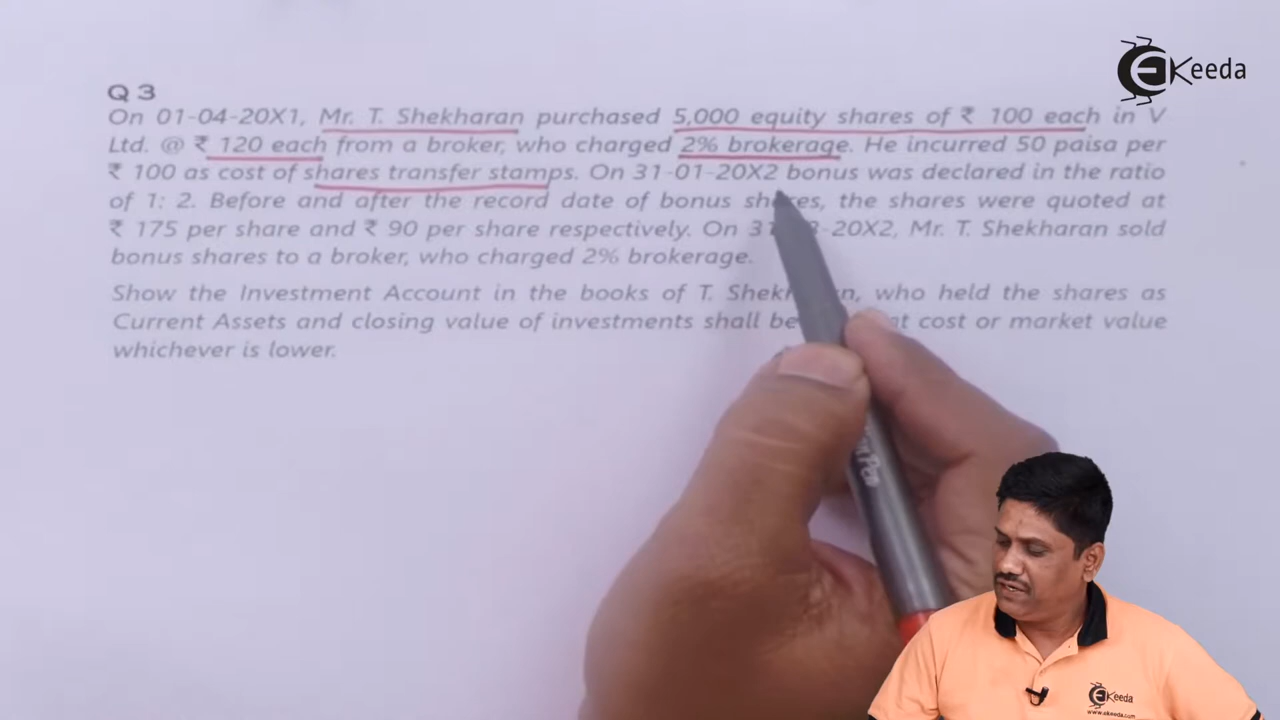 Keeda
Q 3
On 01-04-20X1, Mr. T. Shekharan purchased 5,000 equity shares of ₹ 100 each in V
Ltd. @ ₹ 120 each from a broker, who charged 2% brokerage. He incurred 50 paisa per
₹ 100 as cost of shares transfer stamps. On 31-01-20X2 bonus was declared in the ratio
of 1: 2. Before and after the record date of bonus shares, the shares were quoted at
₹ 175 per share and ₹ 90 per share respectively. On -20X2, Mr. T. Shekharan sold
bonus shares to a broker, who charged 2% brokerage.
Show the Investment Account in the books of T. who held the shares as
Current Assets and closing value of investments shall be cost or market value
whichever is lower.
Keeda
www.ekeeda.com